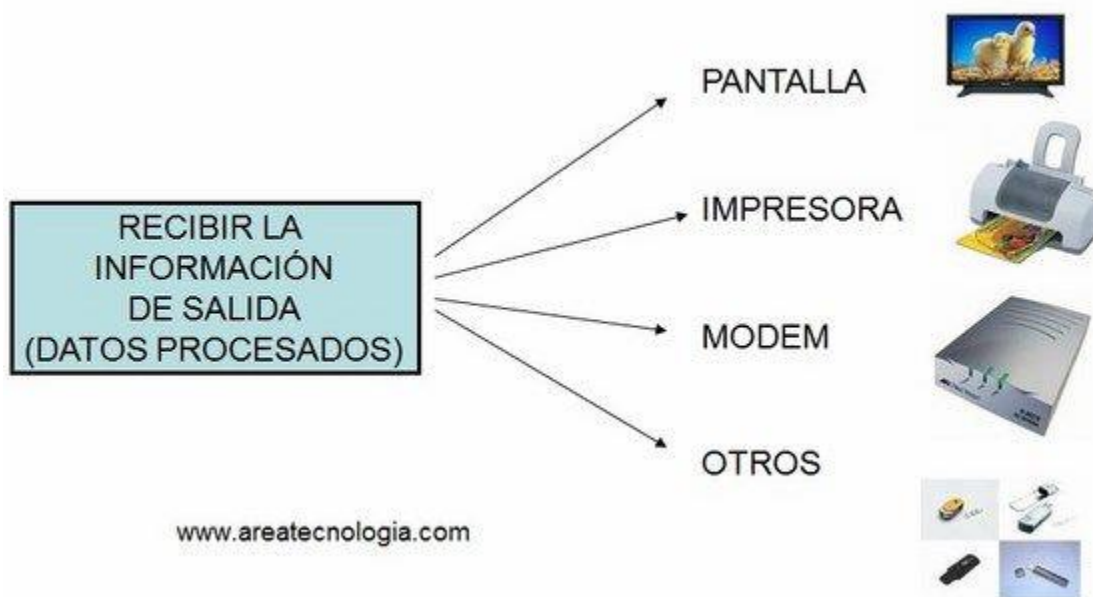 PANTALLA
IMPRESORA
RECIBIR LA
INFORMACIÓN
DE SALIDA
(DATOS PROCESADOS)
MODEM
OTROS
www.areatecnologia.com